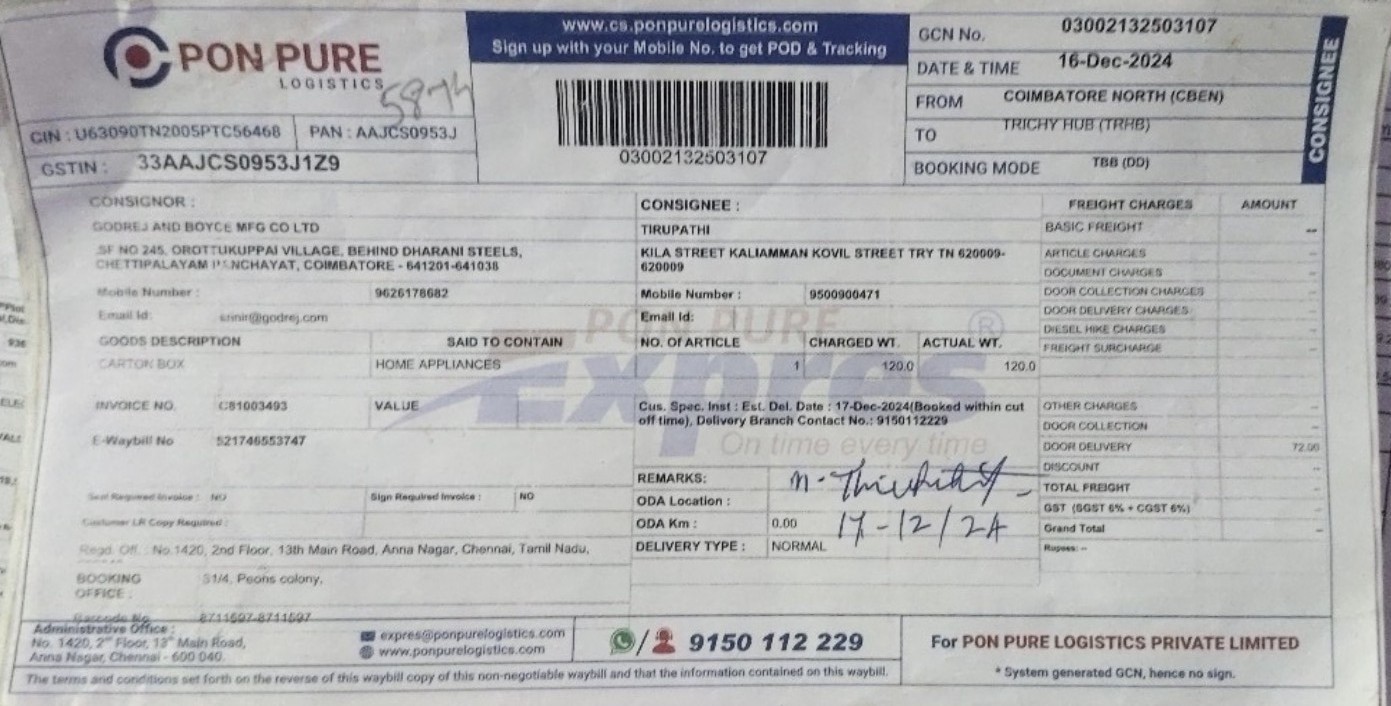 PON PURE
LOGISTICS
5874
CIN : U63090TN2005PTC56468
PAN : AAJCS0953J
GSTIN : 33AAJCS0953J1Z9
www.cs.ponpurelogistics.com
Sign up with your Mobile No. to get POD & Tracking
03002132503107
GCN No. 03002132503107
DATE & TIME 16-Dec-2024
FROM COIMBATORE NORTH (CBEN)
TO TRICHY HUB (TRHB)
BOOKING MODE TBB (DD)
CONSIGNEE
CONSIGNOR :
GODREJ AND BOYCE MFG CO LTD
SF NO 245, OROTTUKUPPAI VILLAGE, BEHIND DHARANI STEELS,
CHETTIPALAYAM COIMBATORE - 641201-641038
Mobile Number : 9626178682
Email Id: srinir@godrej.com
GOODS DESCRIPTION SAID TO CONTAIN
CARTON BOX HOME APPLIANCES
INVOICE NO. C81003493 VALUE
E-Waybill No 521746553747
Invoice : NO Sign Required Invoice : NO
Customer LR Copy Required :
Regd. Off. : No.1420, 2nd Floor, 13th Main Road, Anna Nagar, Chennai, Tamil Nadu,
BOOKING OFFICE : 31/4, Peons colony,
Barcode No 8711597-8711597
CONSIGNEE :
TIRUPATHI
KILA STREET KALIAMMAN KOVIL STREET TRY TN 620009-
620009
Mobile Number : 9500900471
Email Id:
NO. OF ARTICLE CHARGED WT. ACTUAL WT.
1 120.0 120.0
PON PURE
expres ®
On time every time
Cus. Spec. Inst : Est. Del. Date : 17-Dec-2024(Booked within cut
off time), Delivery Branch Contact No.: 9150112229
REMARKS:
ODA Location :
ODA Km : 0.00
17-12/24
DELIVERY TYPE : NORMAL
FREIGHT CHARGES AMOUNT
BASIC FREIGHT --
ARTICLE CHARGES --
DOCUMENT CHARGES --
DOOR COLLECTION CHARGES --
DOOR DELIVERY CHARGES --
DIESEL HIKE CHARGES --
FREIGHT SURCHARGE --
OTHER CHARGES --
DOOR COLLECTION --
DOOR DELIVERY 72.00
DISCOUNT --
TOTAL FREIGHT --
GST (SGST 6% + CGST 6%) --
Grand Total --
Rupees: --
Administrative Office :
No. 1420, 2nd Floor, 13th Main Road,
Anna Nagar, Chennai - 600 040.
expres@ponpurelogistics.com
www.ponpurelogistics.com
9150 112 229
The terms and conditions set forth on the reverse of this waybill copy of this non-negotiable waybill and that the information contained on this waybill.
For PON PURE LOGISTICS PRIVATE LIMITED
* System generated GCN, hence no sign.